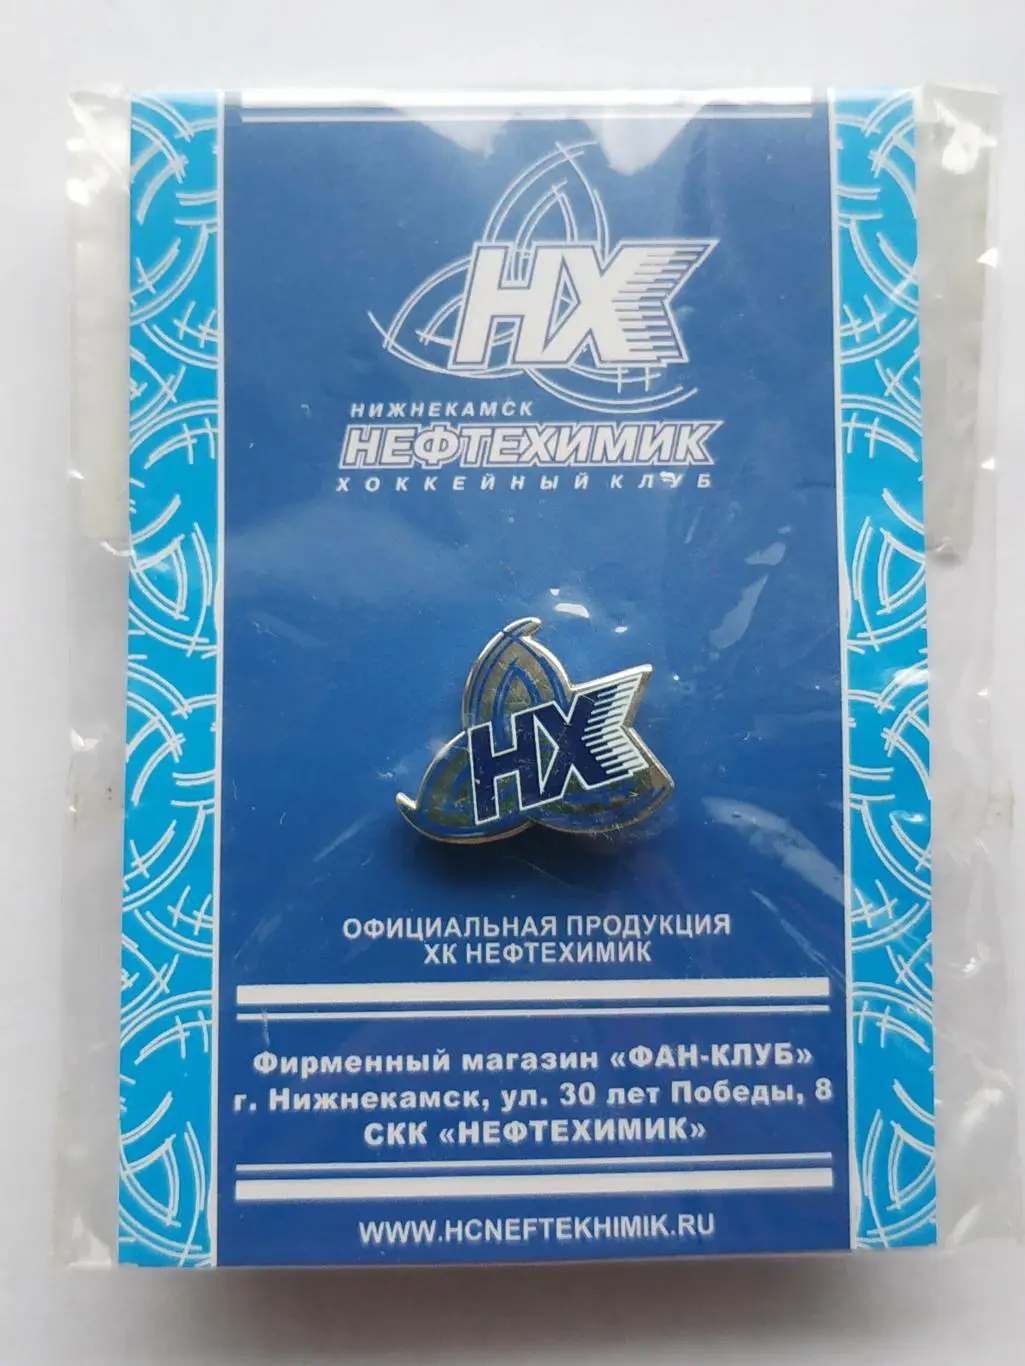 НХ
НИЖНЕКАМСК
НЕФТЕХИМИК
ХОККЕЙНЫЙ КЛУБ
НХ
ОФИЦИАЛЬНАЯ ПРОДУКЦИЯ
ХК НЕФТЕХИМИК
Фирменный магазин «ФАН-КЛУБ»
г. Нижнекамск, ул. 30 лет Победы, 8
СКК «НЕФТЕХИМИК»
WWW.HCNEFTEKHIMIK.RU